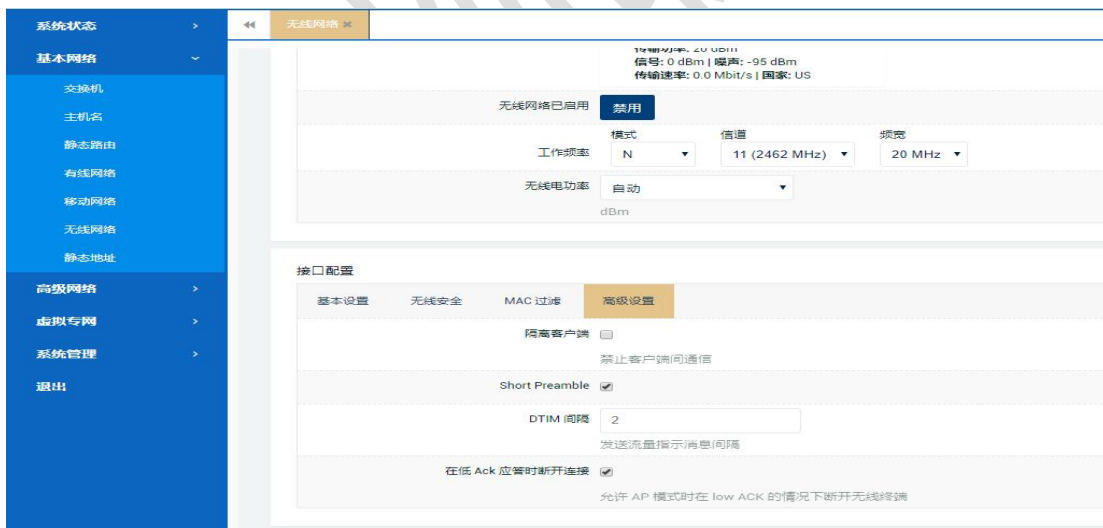 系统状态
无线网络
基本网络
交换机
主机名
静态路由
有线网络
移动网络
无线网络
静态地址
高级网络
虚拟专网
系统管理
退出
传输功率: 20 dBm
信号: 0 dBm | 噪声: -95 dBm
传输速率: 0.0 Mbit/s | 国家: US
无线网络已启用 禁用
模式 信道 频宽
工作频率 N 11 (2462 MHz) 20 MHz
无线电功率 自动
dBm
接口配置
基本设置 无线安全 MAC 过滤 高级设置
隔离客户端
禁止客户端间通信
Short Preamble
DTIM 间隔 2
发送流量指示消息间隔
在低 Ack 应答时断开连接
允许 AP 模式时在 low ACK 的情况下断开无线终端